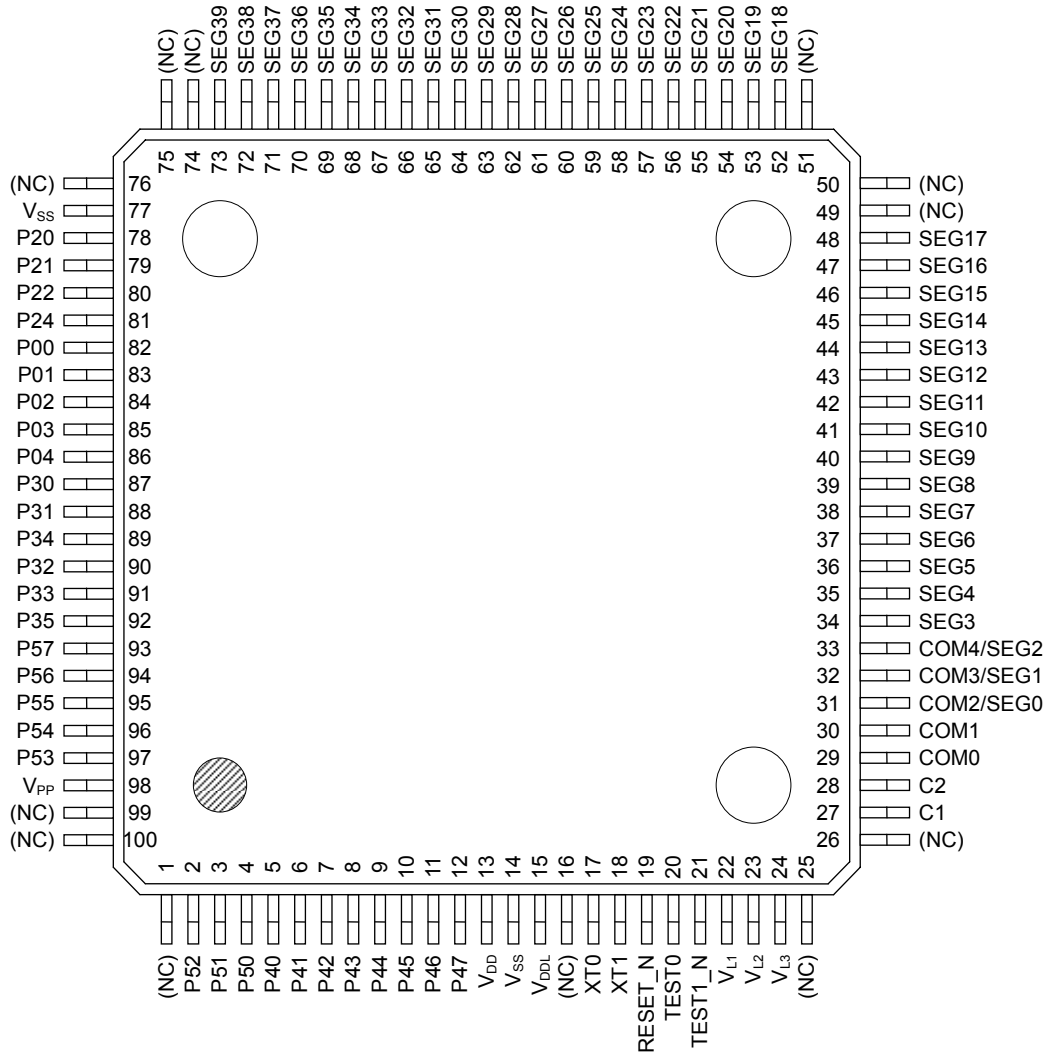 (NC)
(NC)
SEG39
SEG38
SEG37
SEG36
SEG35
SEG34
SEG33
SEG32
SEG31
SEG30
SEG29
SEG28
SEG27
SEG26
SEG25
SEG24
SEG23
SEG22
SEG21
SEG20
SEG19
SEG18
(NC)
75
74
73
72
71
70
69
68
67
66
65
64
63
62
61
60
59
58
57
56
55
54
53
52
51
(NC) 76
VSS 77
P20 78
P21 79
P22 80
P24 81
P00 82
P01 83
P02 84
P03 85
P04 86
P30 87
P31 88
P34 89
P32 90
P33 91
P35 92
P57 93
P56 94
P55 95
P54 96
P53 97
VPP 98
(NC) 99
(NC) 100
50 (NC)
49 (NC)
48 SEG17
47 SEG16
46 SEG15
45 SEG14
44 SEG13
43 SEG12
42 SEG11
41 SEG10
40 SEG9
39 SEG8
38 SEG7
37 SEG6
36 SEG5
35 SEG4
34 SEG3
33 COM4/SEG2
32 COM3/SEG1
31 COM2/SEG0
30 COM1
29 COM0
28 C2
27 C1
26 (NC)
1
2
3
4
5
6
7
8
9
10
11
12
13
14
15
16
17
18
19
20
21
22
23
24
25
(NC)
P52
P51
P50
P40
P41
P42
P43
P44
P45
P46
P47
VDD
VSS
VDDL
(NC)
XT0
XT1
RESET_N
TEST0
TEST1_N
VL1
VL2
VL3
(NC)